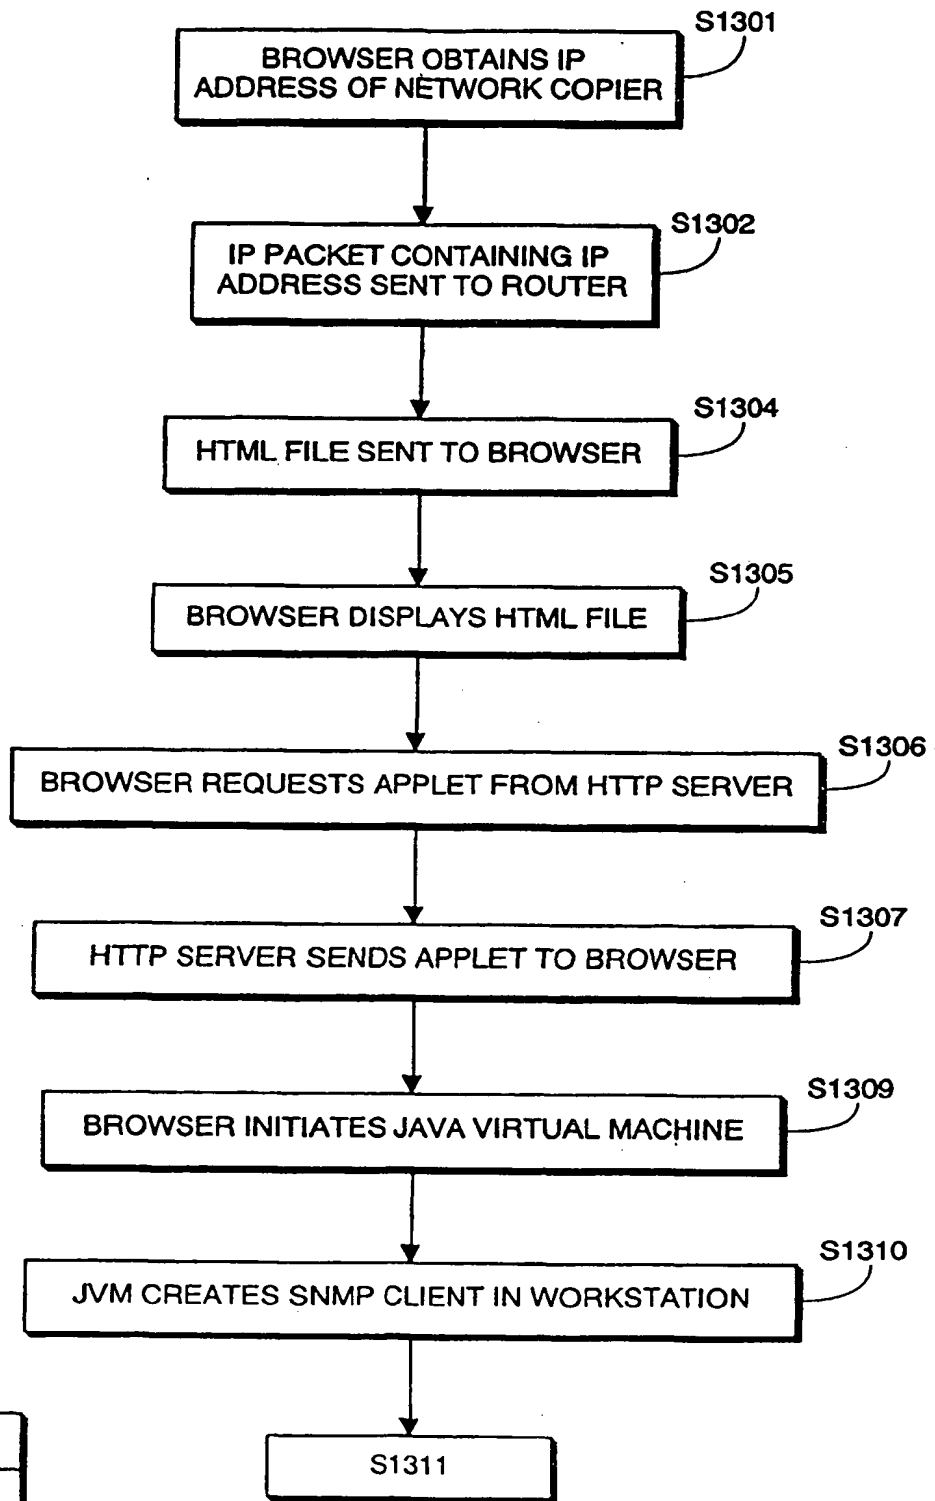 S1301
BROWSER OBTAINS IP
ADDRESS OF NETWORK COPIER
S1302
IP PACKET CONTAINING IP
ADDRESS SENT TO ROUTER
S1304
HTML FILE SENT TO BROWSER
S1305
BROWSER DISPLAYS HTML FILE
S1306
BROWSER REQUESTS APPLET FROM HTTP SERVER
S1307
HTTP SERVER SENDS APPLET TO BROWSER
S1309
BROWSER INITIATES JAVA VIRTUAL MACHINE
S1310
JVM CREATES SNMP CLIENT IN WORKSTATION
S1311